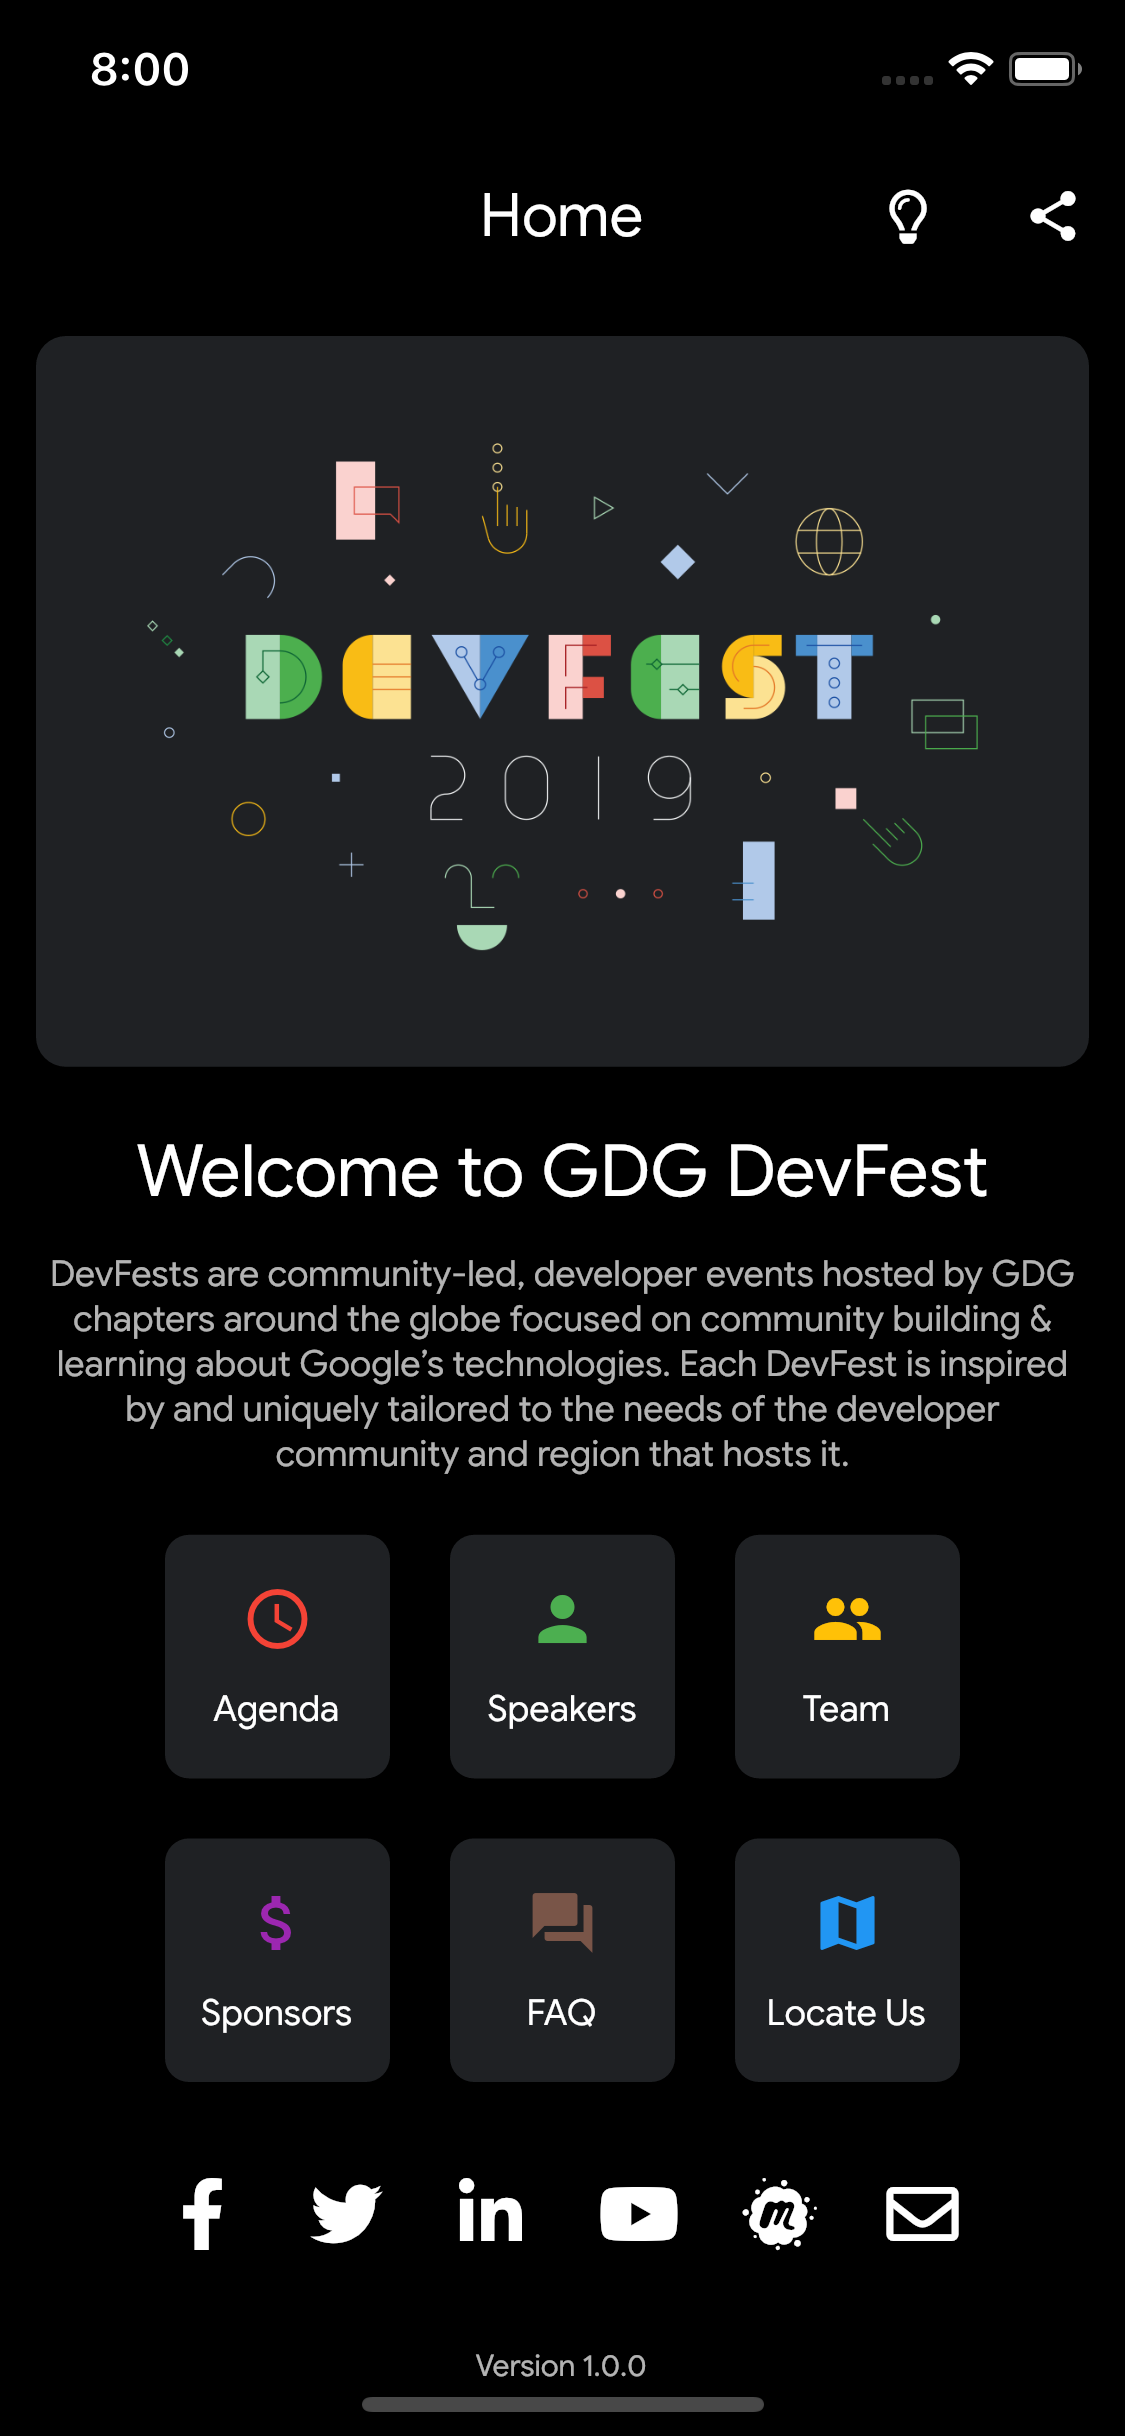 8:00
Home
DEVFEST
2019
Welcome to GDG DevFest
DevFests are community-led, developer events hosted by GDG
chapters around the globe focused on community building &
learning about Google’s technologies. Each DevFest is inspired
by and uniquely tailored to the needs of the developer
community and region that hosts it.
Agenda
Speakers
Team
Sponsors
FAQ
Locate Us
Version 1.0.0